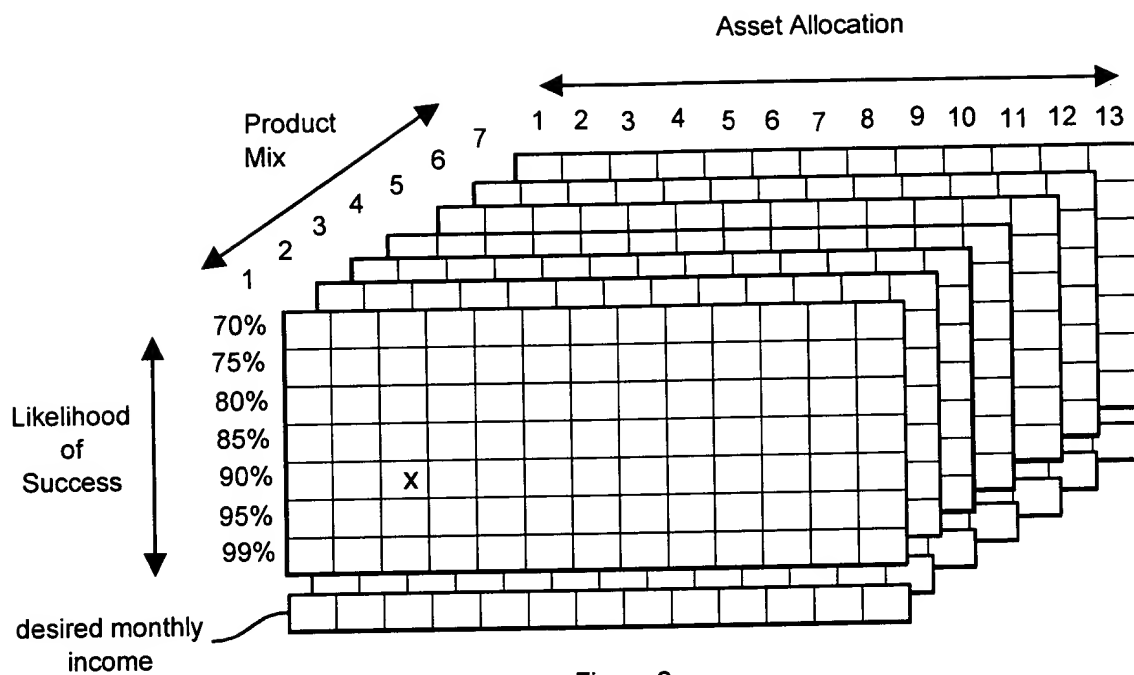 Asset Allocation
1 2 3 4 5 6 7 8 9 10 11 12 13
Product
Mix
7
6
5
4
3
2
1
70%
75%
80%
85%
90%
95%
99%
x
Likelihood
of
Success
desired monthly
income